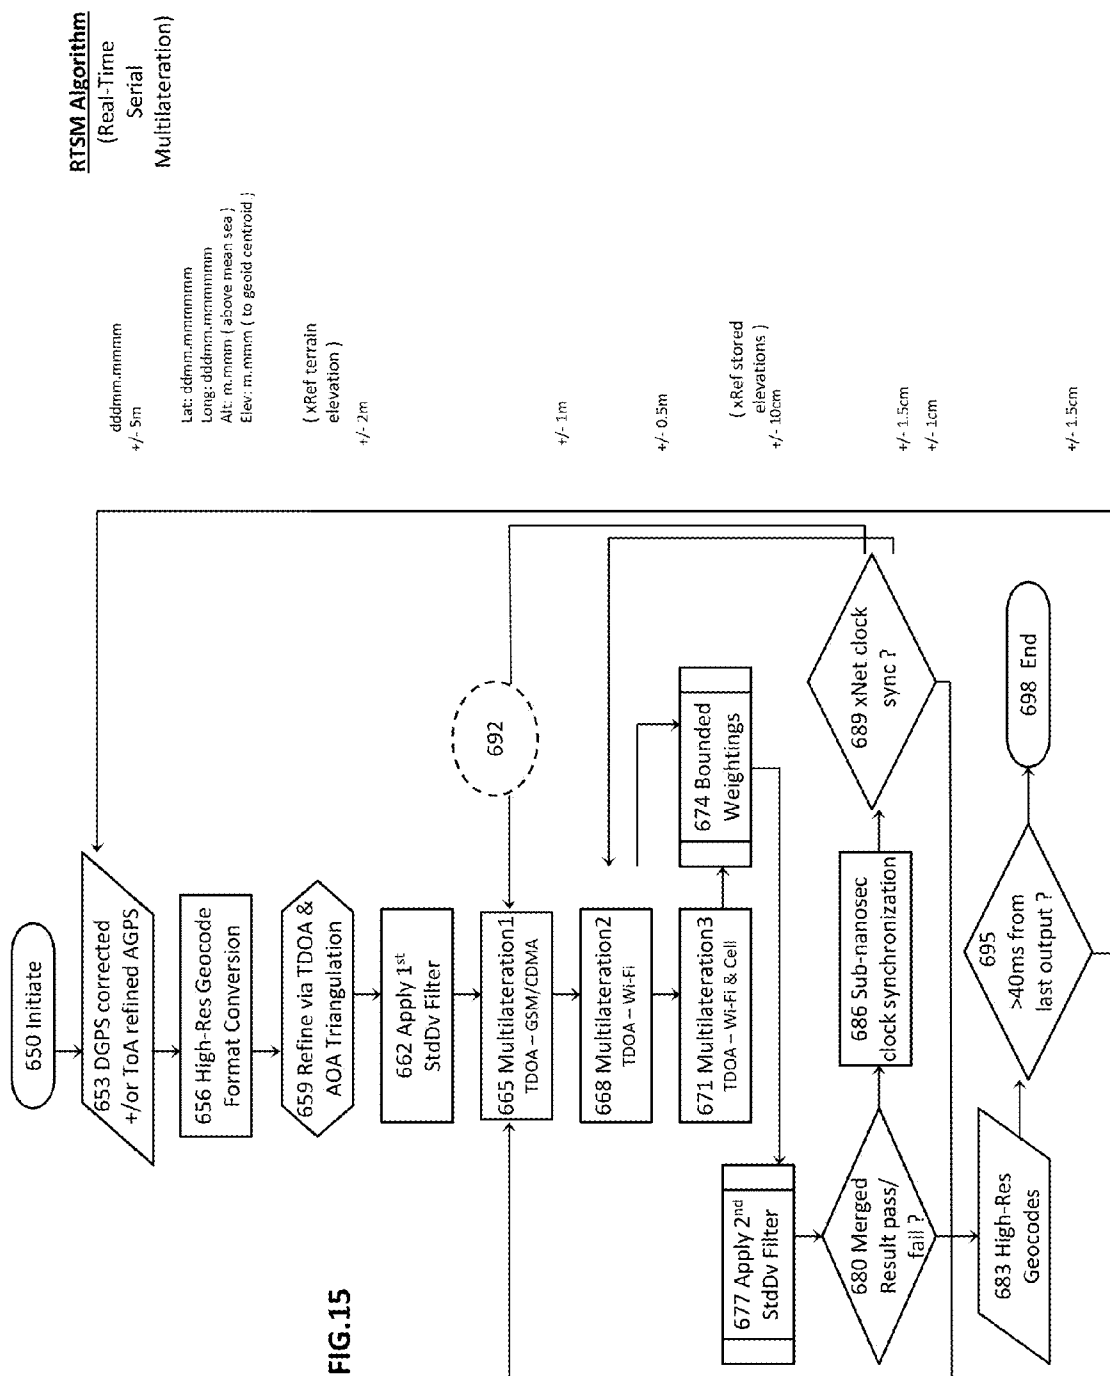 RTSM Algorithm
(Real-Time
Serial
Multilateration)
FIG.15
650 Initiate
653 DGPS corrected
+/or ToA refined AGPS
dddmm.mmmm
+/- 5m
656 High-Res Geocode
Format Conversion
Lat: ddmm.mmmmmm
Long: dddmm.mmmmmm
Alt: m.mmm ( above mean sea )
Elev: m.mmm ( to geoid centroid )
659 Refine via TDOA &
AOA Triangulation
( xRef terrain
elevation )
+/- 2m
662 Apply 1st
StdDv Filter
692
665 Multilateration1
TDOA – GSM/CDMA
+/- 1m
668 Multilateration2
TDOA – Wi-Fi
+/- 0.5m
671 Multilateration3
TDOA – Wi-Fi & Cell
674 Bounded
Weightings
( xRef stored
elevations )
+/- 10cm
677 Apply 2nd
StdDv Filter
680 Merged
Result pass/
fail ?
686 Sub-nanosec
clock synchronization
689 xNet clock
sync ?
+/- 1.5cm
+/- 1cm
683 High-Res
Geocodes
695
>40ms from
last output ?
698 End
+/- 1.5cm